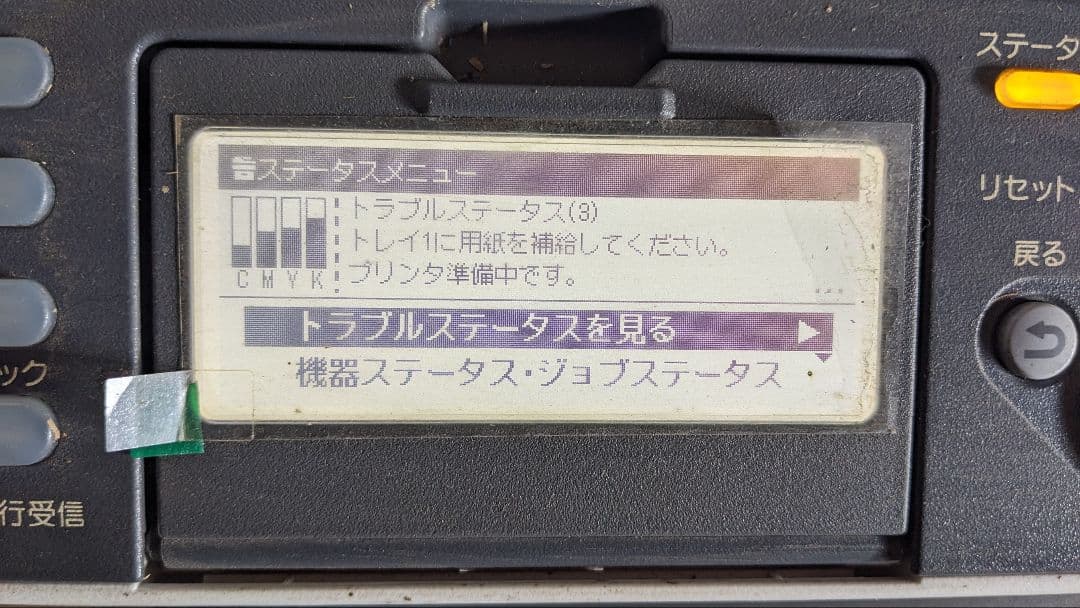 ステータ
ステータスメニュー
トラブルステータス(3)
トレイ1に用紙を補給してください。
プリンタ準備中です。
C M Y K
リセット
戻る
トラブルステータスを見る
機器ステータス・ジョブステータス
ック
行受信